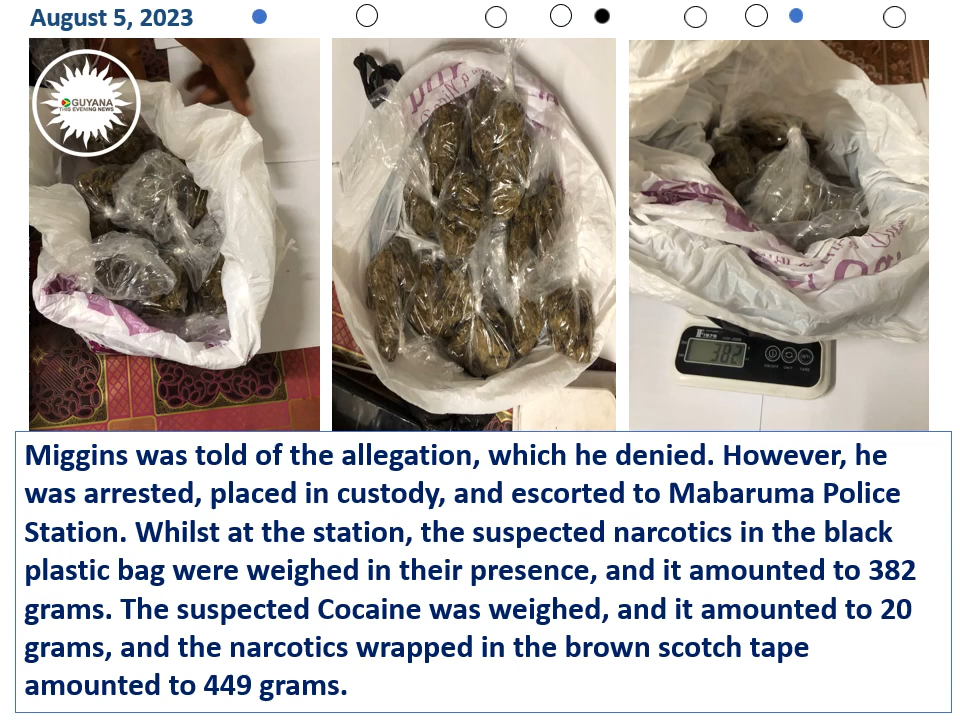 August 5, 2023
GUYANA
THIS EVENING NEWS
382
Miggins was told of the allegation, which he denied. However, he
was arrested, placed in custody, and escorted to Mabaruma Police
Station. Whilst at the station, the suspected narcotics in the black
plastic bag were weighed in their presence, and it amounted to 382
grams. The suspected Cocaine was weighed, and it amounted to 20
grams, and the narcotics wrapped in the brown scotch tape
amounted to 449 grams.